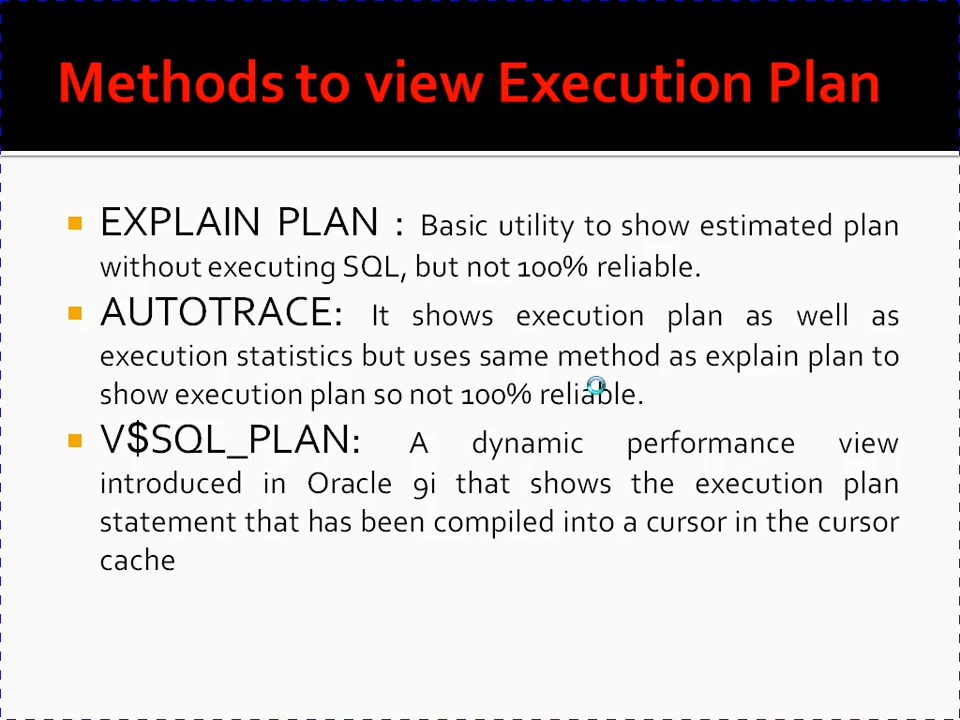 Methods to view Execution Plan
EXPLAIN PLAN : Basic utility to show estimated plan
without executing SQL, but not 100% reliable.
AUTOTRACE: It shows execution plan as well as
execution statistics but uses same method as explain plan to
show execution plan so not 100% reliable.
V$SQL_PLAN: A dynamic performance view
introduced in Oracle 9i that shows the execution plan
statement that has been compiled into a cursor in the cursor
cache